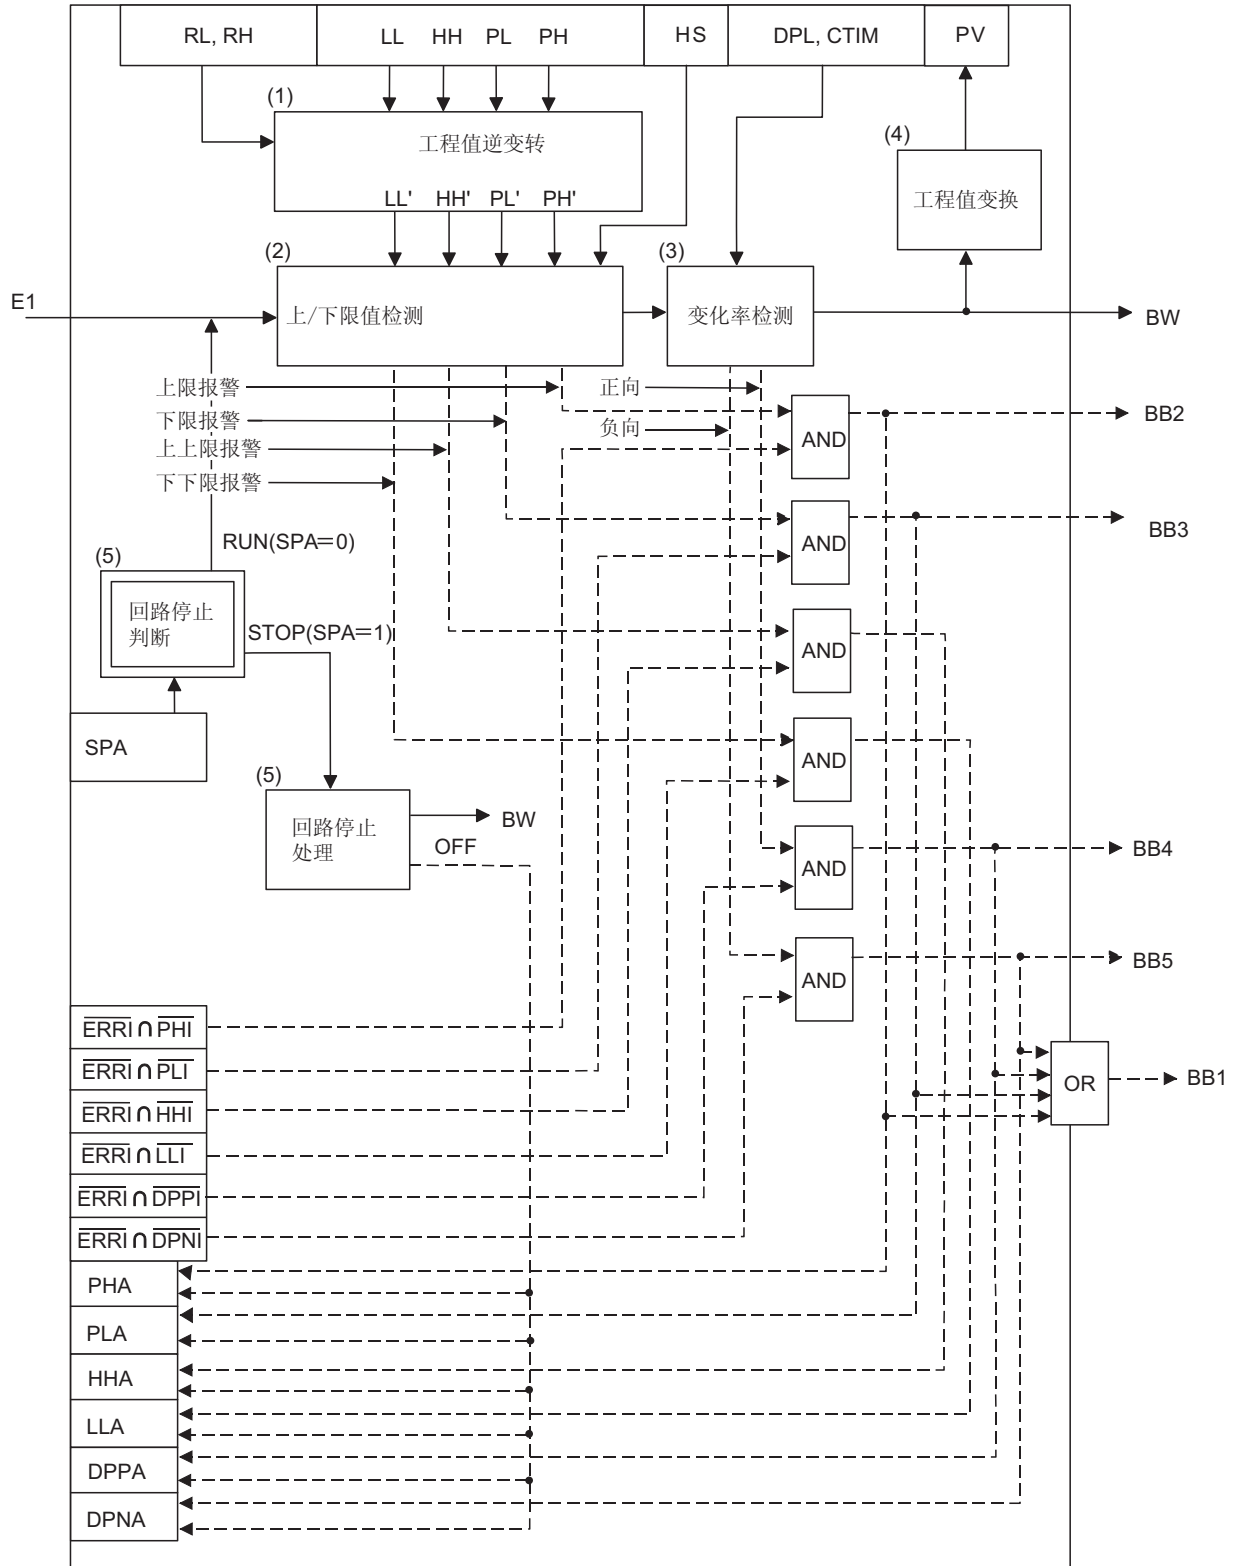 RL, RH
LL HH PL PH
HS
DPL, CTIM
PV
(1)
工程值逆变转
LL' HH' PL' PH'
(4)
工程值变换
(2)
(3)
E1
上/下限值检测
变化率检测
BW
上限报警
正向
下限报警
负向
上上限报警
下下限报警
AND
BB2
AND
BB3
RUN(SPA=0)
(5)
回路停止
判断
STOP(SPA=1)
AND
SPA
AND
(5)
回路停止
处理
BW
OFF
AND
BB4
AND
BB5
ERRI∩PHI
ERRI∩PLI
ERRI∩HHI
ERRI∩LLI
ERRI∩DPPI
ERRI∩DPNI
OR
BB1
PHA
PLA
HHA
LLA
DPPA
DPNA